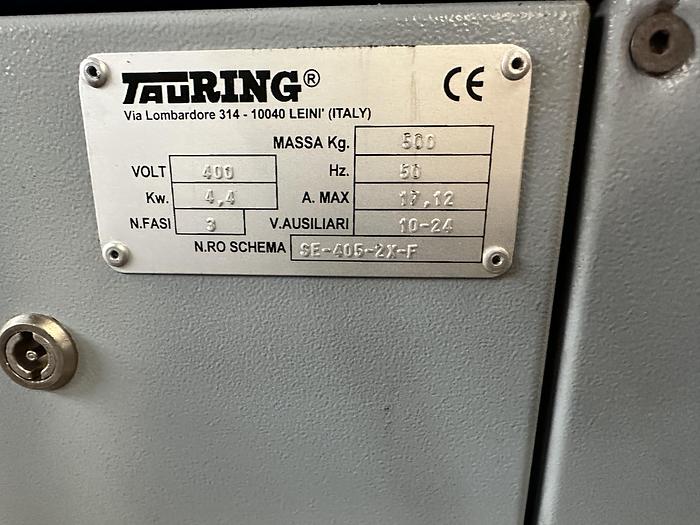 TAURING® CE
Via Lombardore 314 - 10040 LEINI' (ITALY)
MASSA Kg. 500
VOLT 400 Hz. 50
Kw. 4,4 A. MAX 17,12
N.FASI 3 V.AUSILIARI 10-24
N.RO SCHEMA SE-405-2X-F